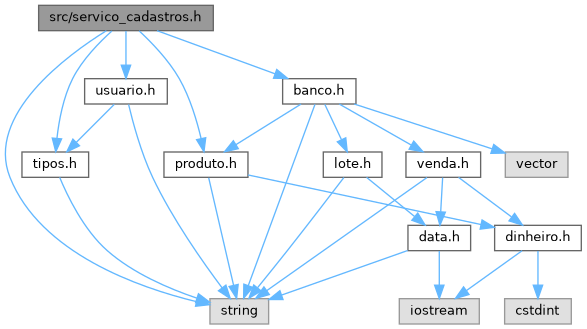 src/servico_cadastros.h
usuario.h
banco.h
tipos.h
produto.h
lote.h
venda.h
vector
data.h
dinheiro.h
string
iostream
cstdint